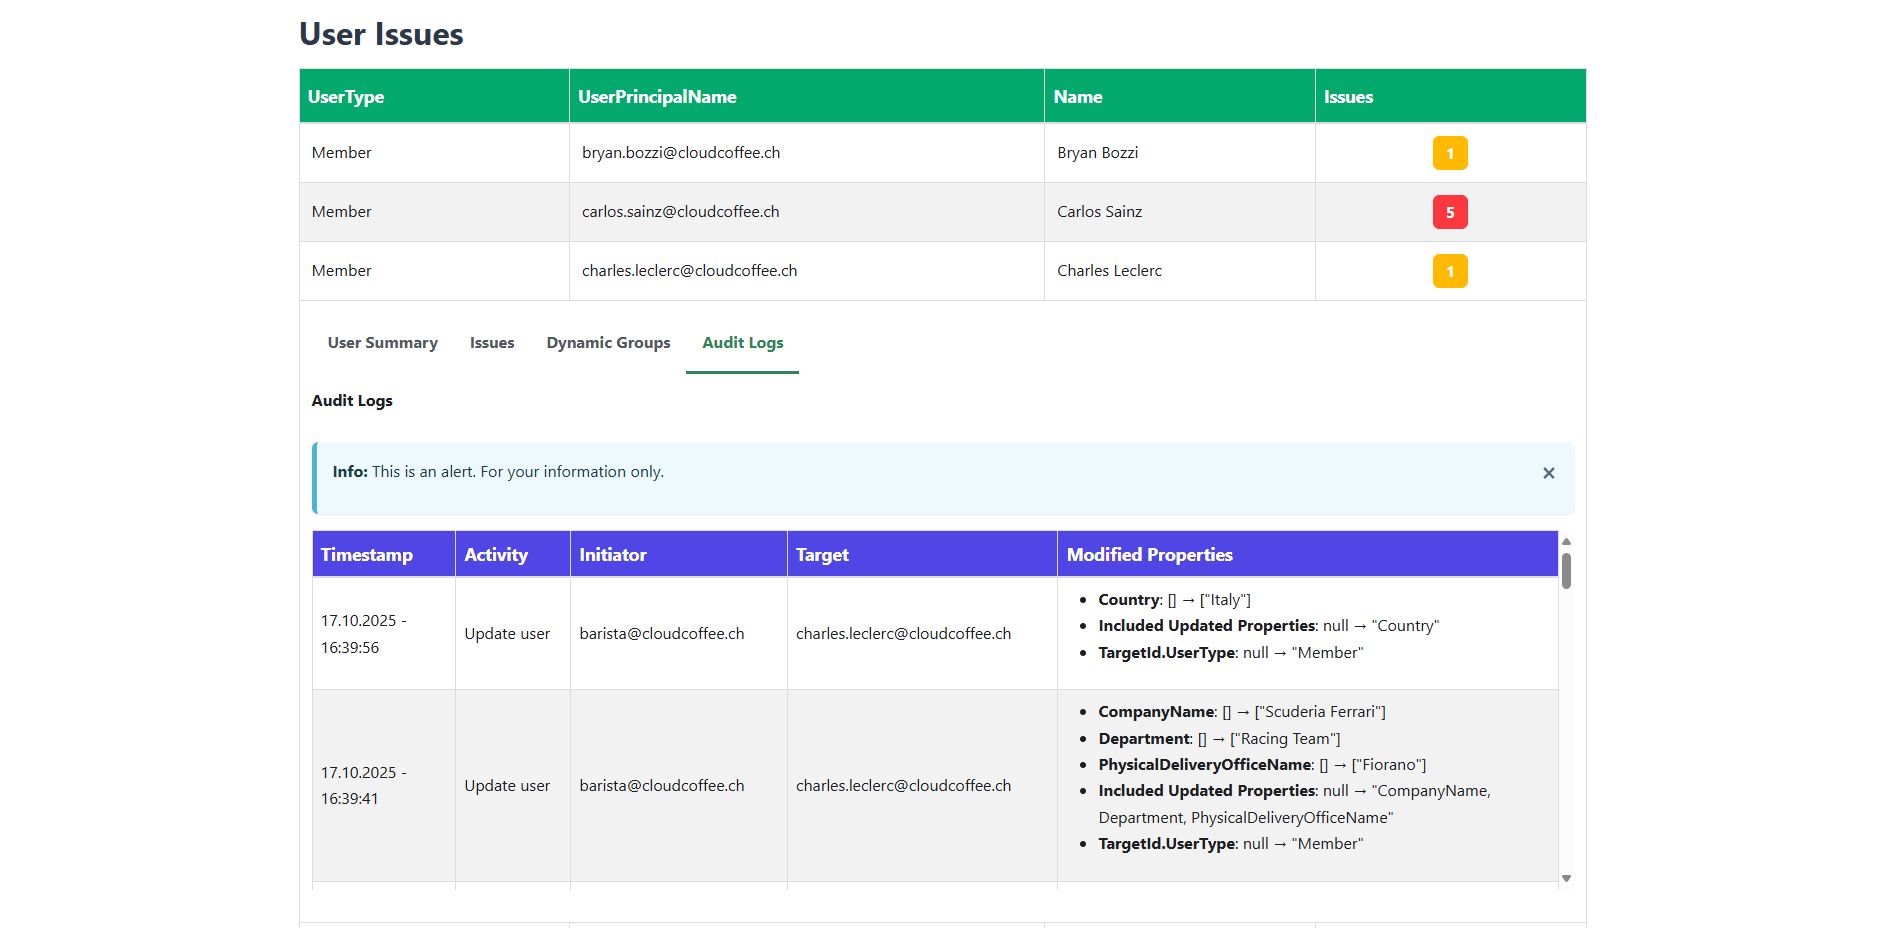 User Issues
UserType UserPrincipalName Name Issues
Member bryan.bozzi@cloudcoffee.ch Bryan Bozzi 1
Member carlos.sainz@cloudcoffee.ch Carlos Sainz 5
Member charles.leclerc@cloudcoffee.ch Charles Leclerc 1
User Summary Issues Dynamic Groups Audit Logs
Audit Logs
Info: This is an alert. For your information only. ×
Timestamp Activity Initiator Target Modified Properties
17.10.2025 -
16:39:56
Update user
barista@cloudcoffee.ch
charles.leclerc@cloudcoffee.ch
• Country: [] → ["Italy"]
• Included Updated Properties: null → "Country"
• TargetId.UserType: null → "Member"
17.10.2025 -
16:39:41
Update user
barista@cloudcoffee.ch
charles.leclerc@cloudcoffee.ch
• CompanyName: [] → ["Scuderia Ferrari"]
• Department: [] → ["Racing Team"]
• PhysicalDeliveryOfficeName: [] → ["Fiorano"]
• Included Updated Properties: null → "CompanyName,
Department, PhysicalDeliveryOfficeName"
• TargetId.UserType: null → "Member"